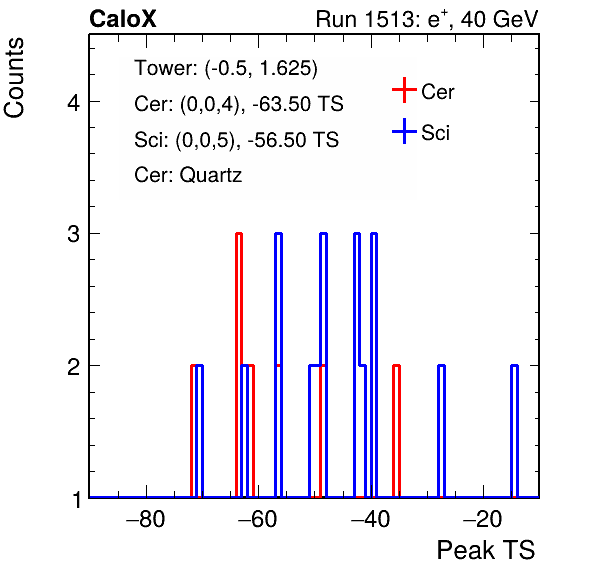 CaloX Run 1513: e⁺, 40 GeV
Counts
Tower: (-0.5, 1.625)
Cer: (0,0,4), -63.50 TS
Sci: (0,0,5), -56.50 TS
Cer: Quartz
Cer
Sci
4
3
2
1
−80 −60 −40 −20
Peak TS